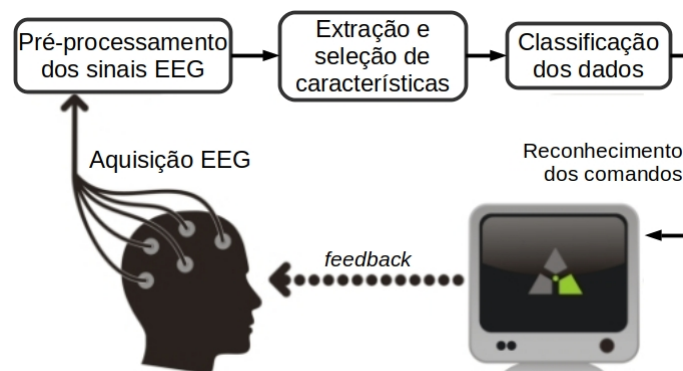 Pré-processamento
dos sinais EEG
Extração e
seleção de
características
Classificação
dos dados
Aquisição EEG
Reconhecimento
dos comandos
feedback